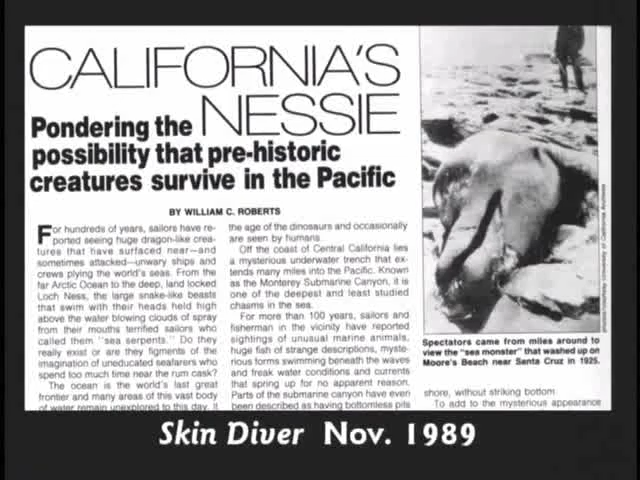 CALIFORNIA'S
NESSIE
Pondering the
possibility that pre-historic
creatures survive in the Pacific
BY WILLIAM C. ROBERTS
For hundreds of years, sailors have re-
ported seeing huge dragon-like crea-
tures that have surfaced near—and
sometimes attacked—unwary ships and
crews plying the world's seas. From the
far Arctic Ocean to the deep, land locked
Loch Ness, the large snake-like beasts
that swim with their heads held high
above the water blowing clouds of spray
from their mouths terrified sailors who
called them "sea serpents." Do they
really exist or are they figments of the
imagination of uneducated seafarers who
spend too much time near the rum cask?
The ocean is the world's last great
frontier and many areas of this vast body
of water remain unexplored to this day. It
the age of the dinosaurs and occasionally
are seen by humans.
Off the coast of Central California lies
a mysterious underwater trench that ex-
tends many miles into the Pacific. Known
as the Monterey Submarine Canyon, it is
one of the deepest and least studied
chasms in the sea.
For more than 100 years, sailors and
fisherman in the vicinity have reported
sightings of unusual marine animals,
huge fish of strange descriptions, myste-
rious forms swimming beneath the waves
and freak water conditions and currents
that spring up for no apparent reason.
Parts of the submarine canyon have even
been described as having bottomless pits
Spectators came from miles around to
view the "sea monster" that washed up on
Moore's Beach near Santa Cruz in 1925.
shore, without striking bottom.
To add to the mysterious appearance
Skin Diver Nov. 1989